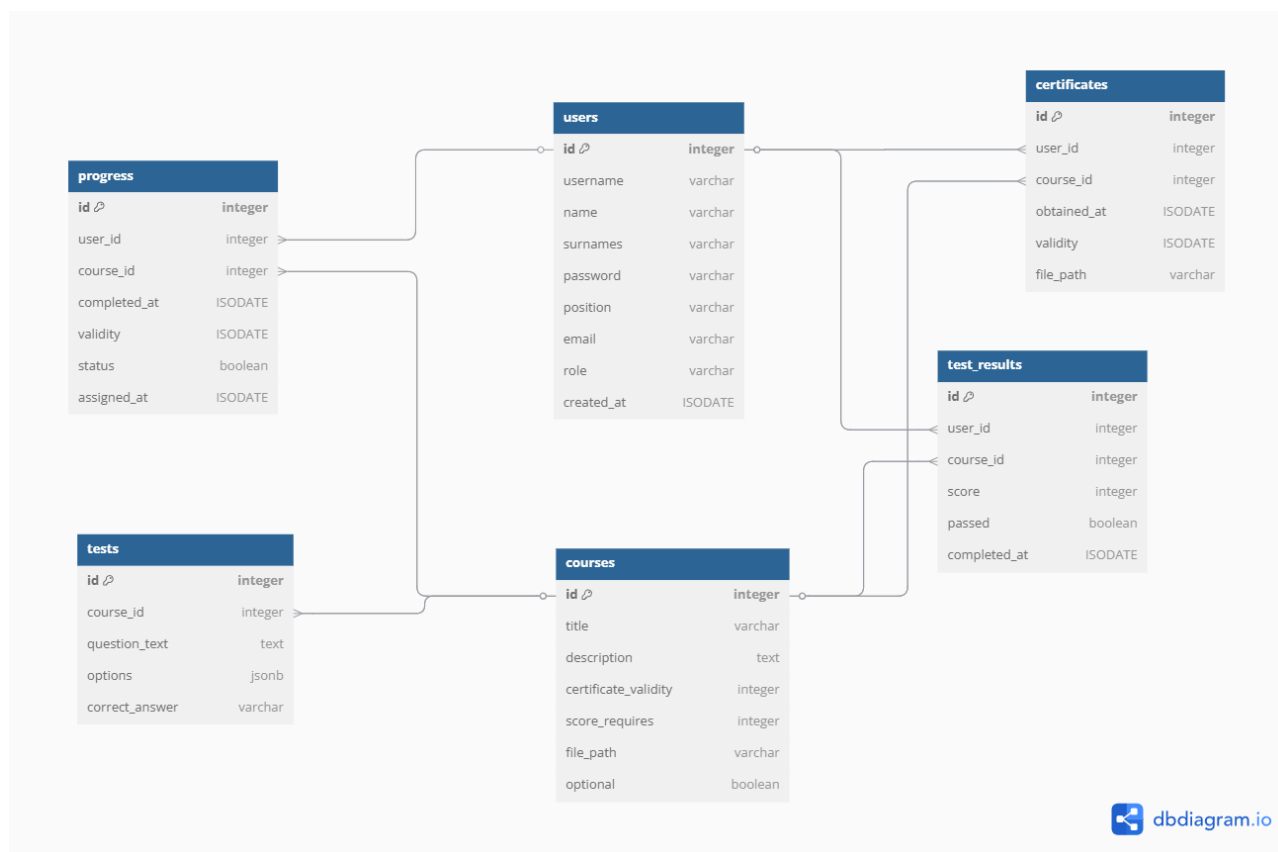 progress
id integer
user_id integer
course_id integer
completed_at ISODATE
validity ISODATE
status boolean
assigned_at ISODATE
users
id integer
username varchar
name varchar
surnames varchar
password varchar
position varchar
email varchar
role varchar
created_at ISODATE
certificates
id integer
user_id integer
course_id integer
obtained_at ISODATE
validity ISODATE
file_path varchar
test_results
id integer
user_id integer
course_id integer
score integer
passed boolean
completed_at ISODATE
tests
id integer
course_id integer
question_text text
options jsonb
correct_answer varchar
courses
id integer
title varchar
description text
certificate_validity integer
score_requires integer
file_path varchar
optional boolean
dbdiagram.io